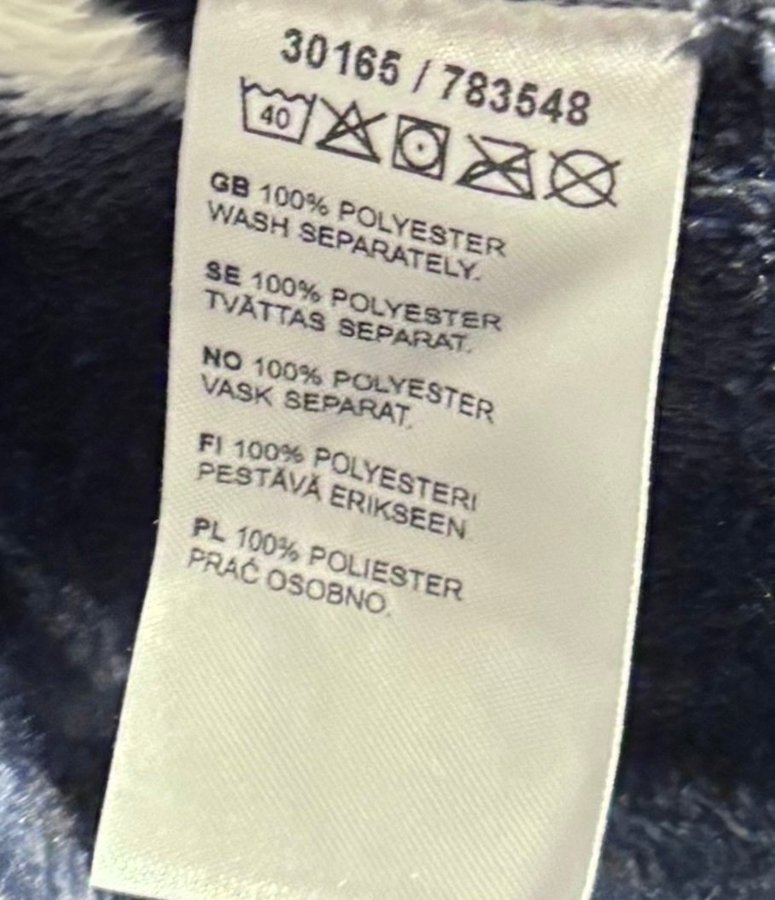 30165 / 783548
40
GB 100% POLYESTER
WASH SEPARATELY.
SE 100% POLYESTER
TVÄTTAS SEPARAT.
NO 100% POLYESTER
VASK SEPARAT.
FI 100% POLYESTERI
PESTÄVÄ ERIKSEEN
PL 100% POLIESTER
PRAĆ OSOBNO.